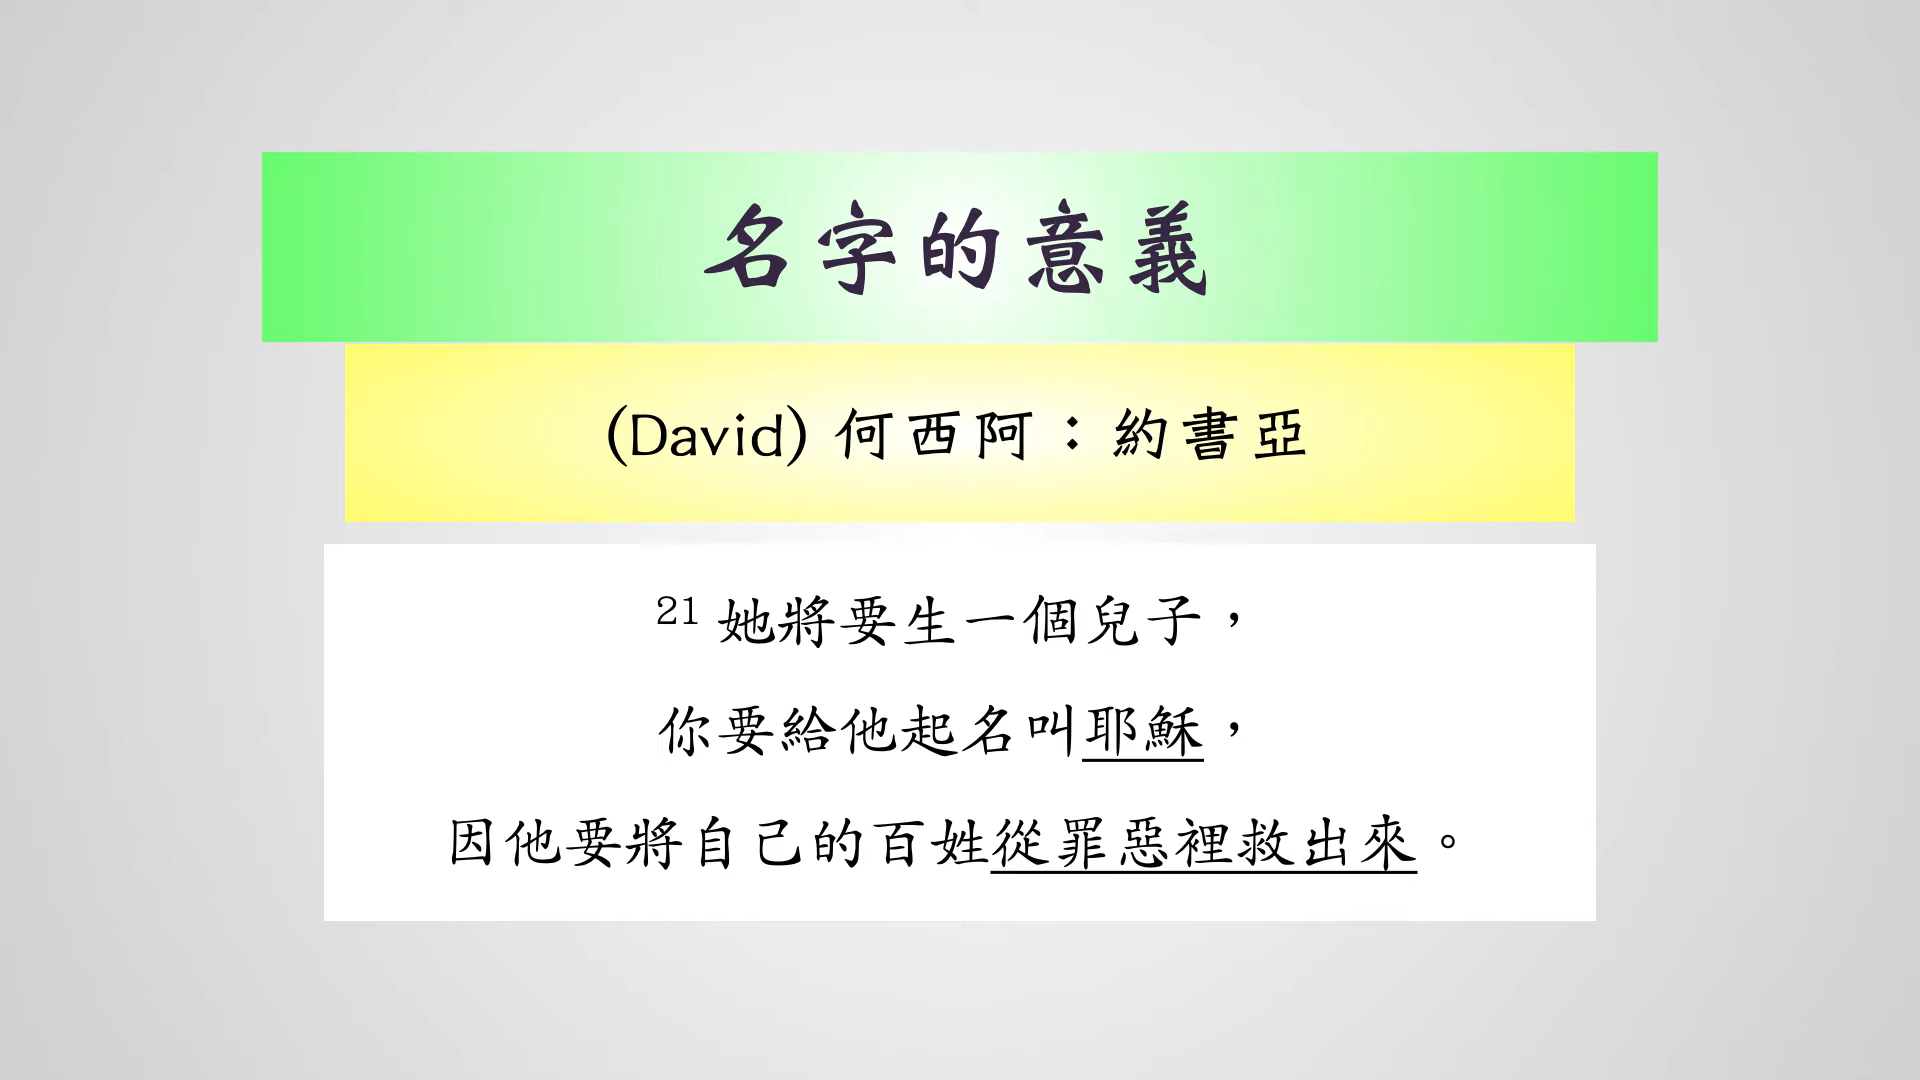 名字的意義
(David) 何西阿：約書亞
21 她將要生一個兒子，
你要給他起名叫耶穌，
因他要將自己的百姓從罪惡裡救出來。